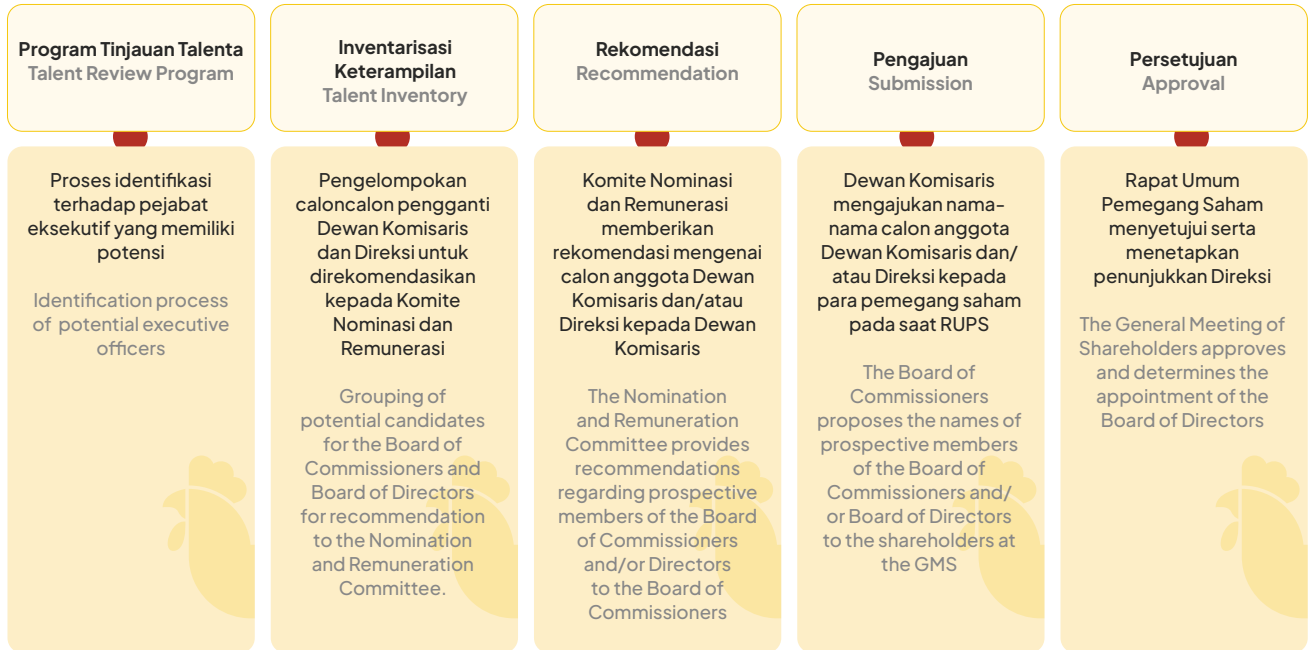 Program Tinjauan Talenta
Talent Review Program
Proses identifikasi
terhadap pejabat
eksekutif yang memiliki
potensi
Identification process
of potential executive
officers
Inventarisasi
Keterampilan
Talent Inventory
Pengelompokan
caloncalon pengganti
Dewan Komisaris
dan Direksi untuk
direkomendasikan
kepada Komite
Nominasi dan
Remunerasi
Grouping of
potential candidates
for the Board of
Commissioners and
Board of Directors
for recommendation
to the Nomination
and Remuneration
Committee.
Rekomendasi
Recommendation
Komite Nominasi
dan Remunerasi
memberikan
rekomendasi mengenai
calon anggota Dewan
Komisaris dan/atau
Direksi kepada Dewan
Komisaris
The Nomination
and Remuneration
Committee provides
recommendations
regarding prospective
members of the Board
of Commissioners
and/or Directors
to the Board of
Commissioners
Pengajuan
Submission
Dewan Komisaris
mengajukan nama-
nama calon anggota
Dewan Komisaris dan/
atau Direksi kepada
para pemegang saham
pada saat RUPS
The Board of
Commissioners
proposes the names of
prospective members
of the Board of
Commissioners and/
or Board of Directors
to the shareholders at
the GMS
Persetujuan
Approval
Rapat Umum
Pemegang Saham
menyetujui serta
menetapkan
penunjukkan Direksi
The General Meeting of
Shareholders approves
and determines the
appointment of the
Board of Directors